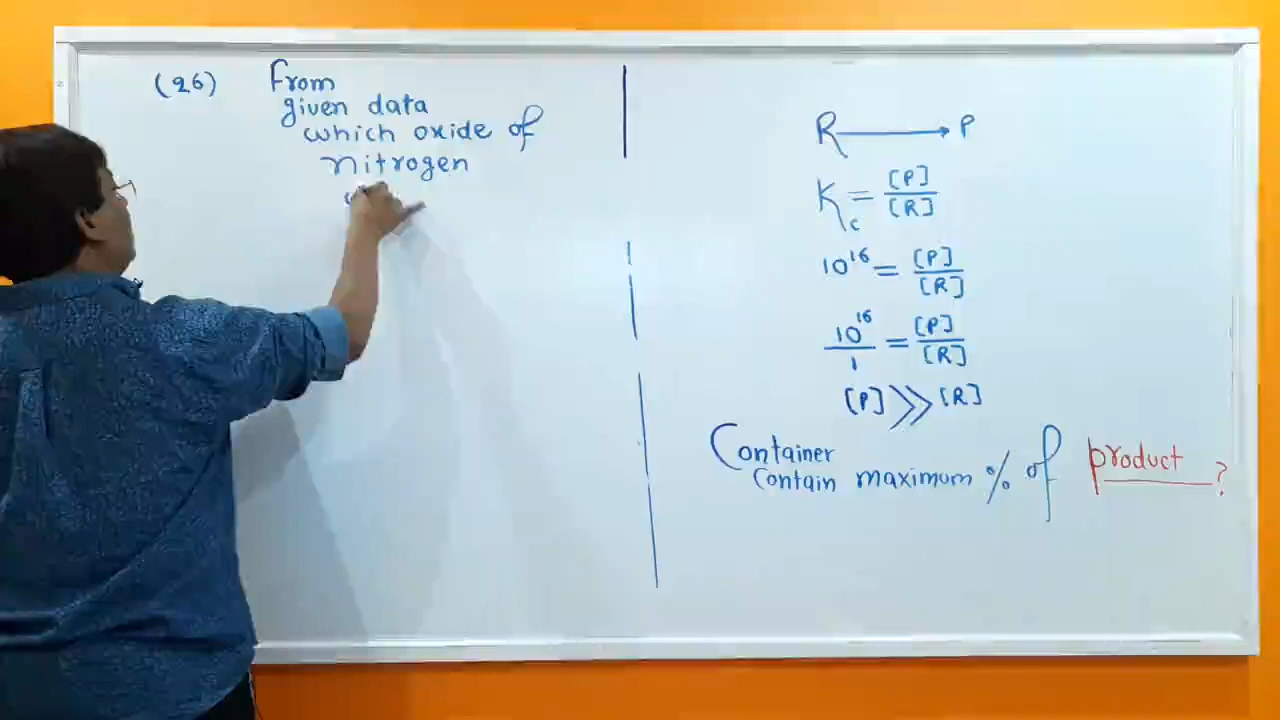 (26) From
given data
which oxide of
nitrogen
R → P
Kc = [P]/[R]
10¹⁶ = [P]/[R]
10¹⁶/1 = [P]/[R]
[P] >> [R]
Container
contain maximum % of product ?